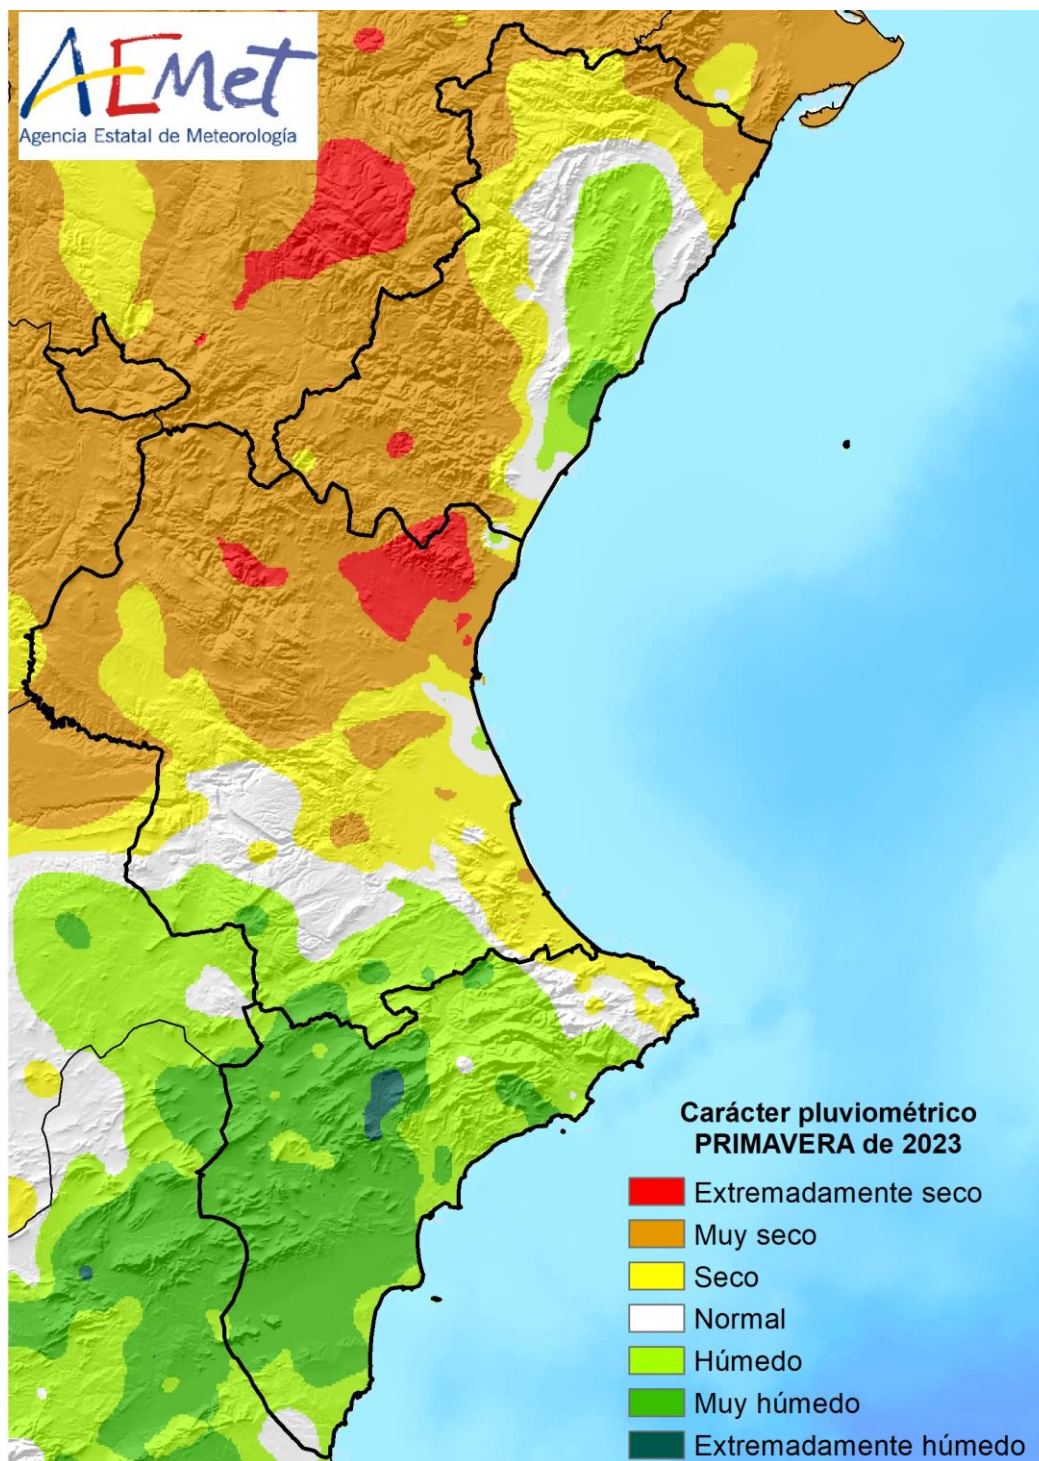 AEMet
Agencia Estatal de Meteorología
Carácter pluviométrico
PRIMAVERA de 2023
Extremadamente seco
Muy seco
Seco
Normal
Húmedo
Muy húmedo
Extremadamente húmedo